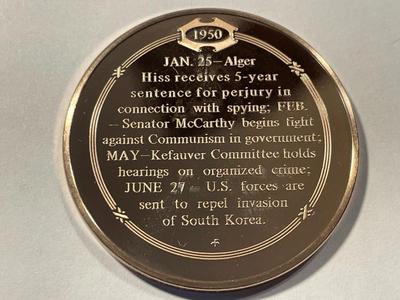 1950
JAN. 25—Alger
Hiss receives 5-year
sentence for perjury in
connection with spying; FEB.
—Senator McCarthy begins fight
against Communism in government;
MAY—Kefauver Committee holds
hearings on organized crime;
JUNE 27—U.S. forces are
sent to repel invasion
of South Korea.